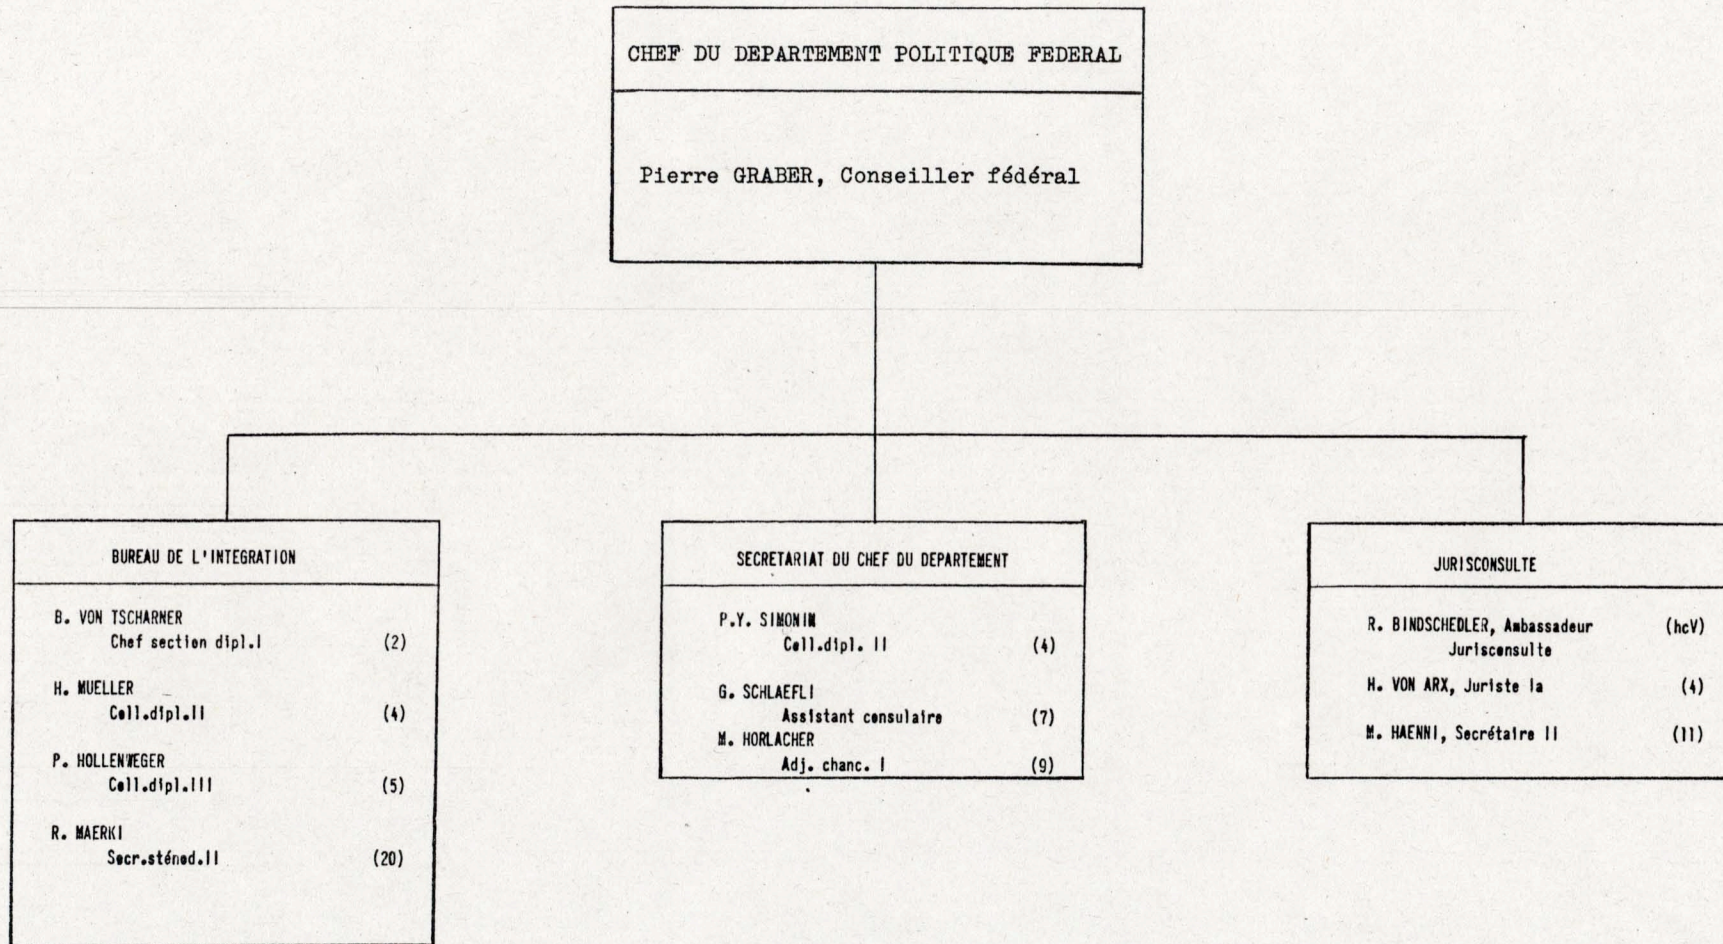 CHEF DU DEPARTEMENT POLITIQUE FEDERAL
Pierre GRABER, Conseiller fédéral
BUREAU DE L'INTEGRATION
B. VON TSCHARNER
Chef section dipl.I (2)
H. MUELLER
Coll.dipl.II (4)
P. HOLLENWEGER
Coll.dipl.III (5)
R. MAERKI
Secr.sténod.II (20)
SECRETARIAT DU CHEF DU DEPARTEMENT
P.Y. SIMONIN
Coll.dipl. II (4)
G. SCHLAEFLI
Assistant consulaire (7)
M. HORLACHER
Adj. chanc. I (9)
JURISCONSULTE
R. BINDSCHEDLER, Ambassadeur (hcV)
Jurisconsulte
H. VON ARX, Juriste Ia (4)
M. HAENNI, Secrétaire II (11)